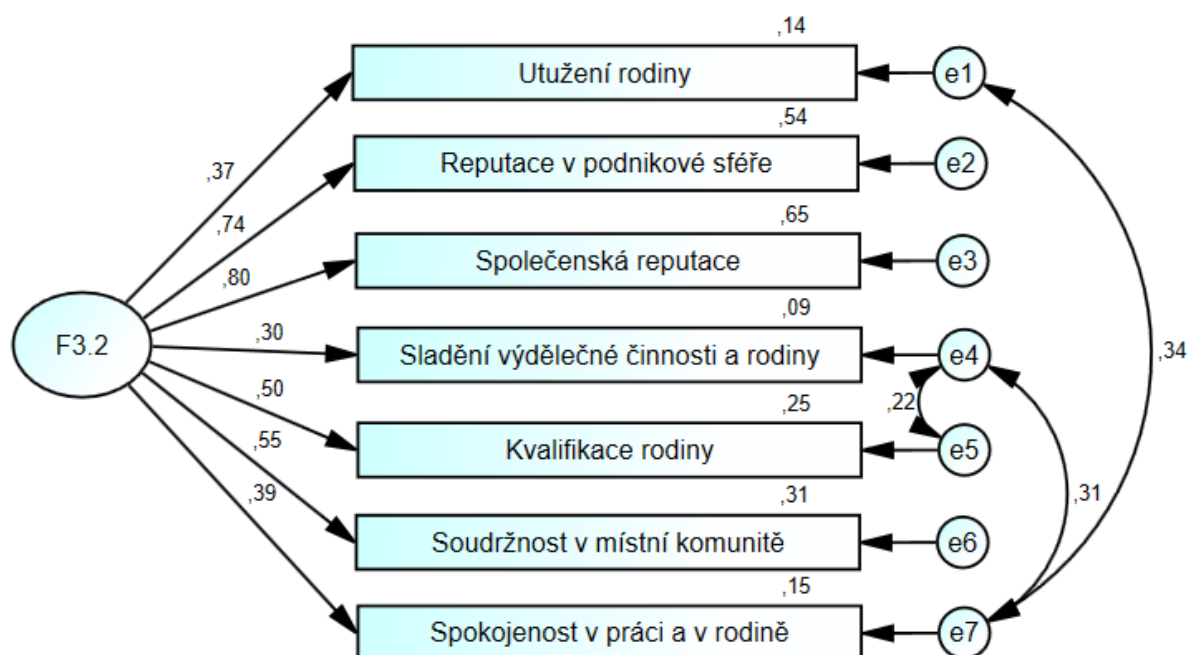 ,14
Utužení rodiny
e1
,37
,54
Reputace v podnikové sféře
e2
,74
,65
Společenská reputace
e3
,80
,09
F3.2
,30
Sladění výdělečné činnosti a rodiny
e4
,34
,50
,25
,22
Kvalifikace rodiny
e5
,55
,31
,31
,39
Soudržnost v místní komunitě
e6
,15
Spokojenost v práci a v rodině
e7